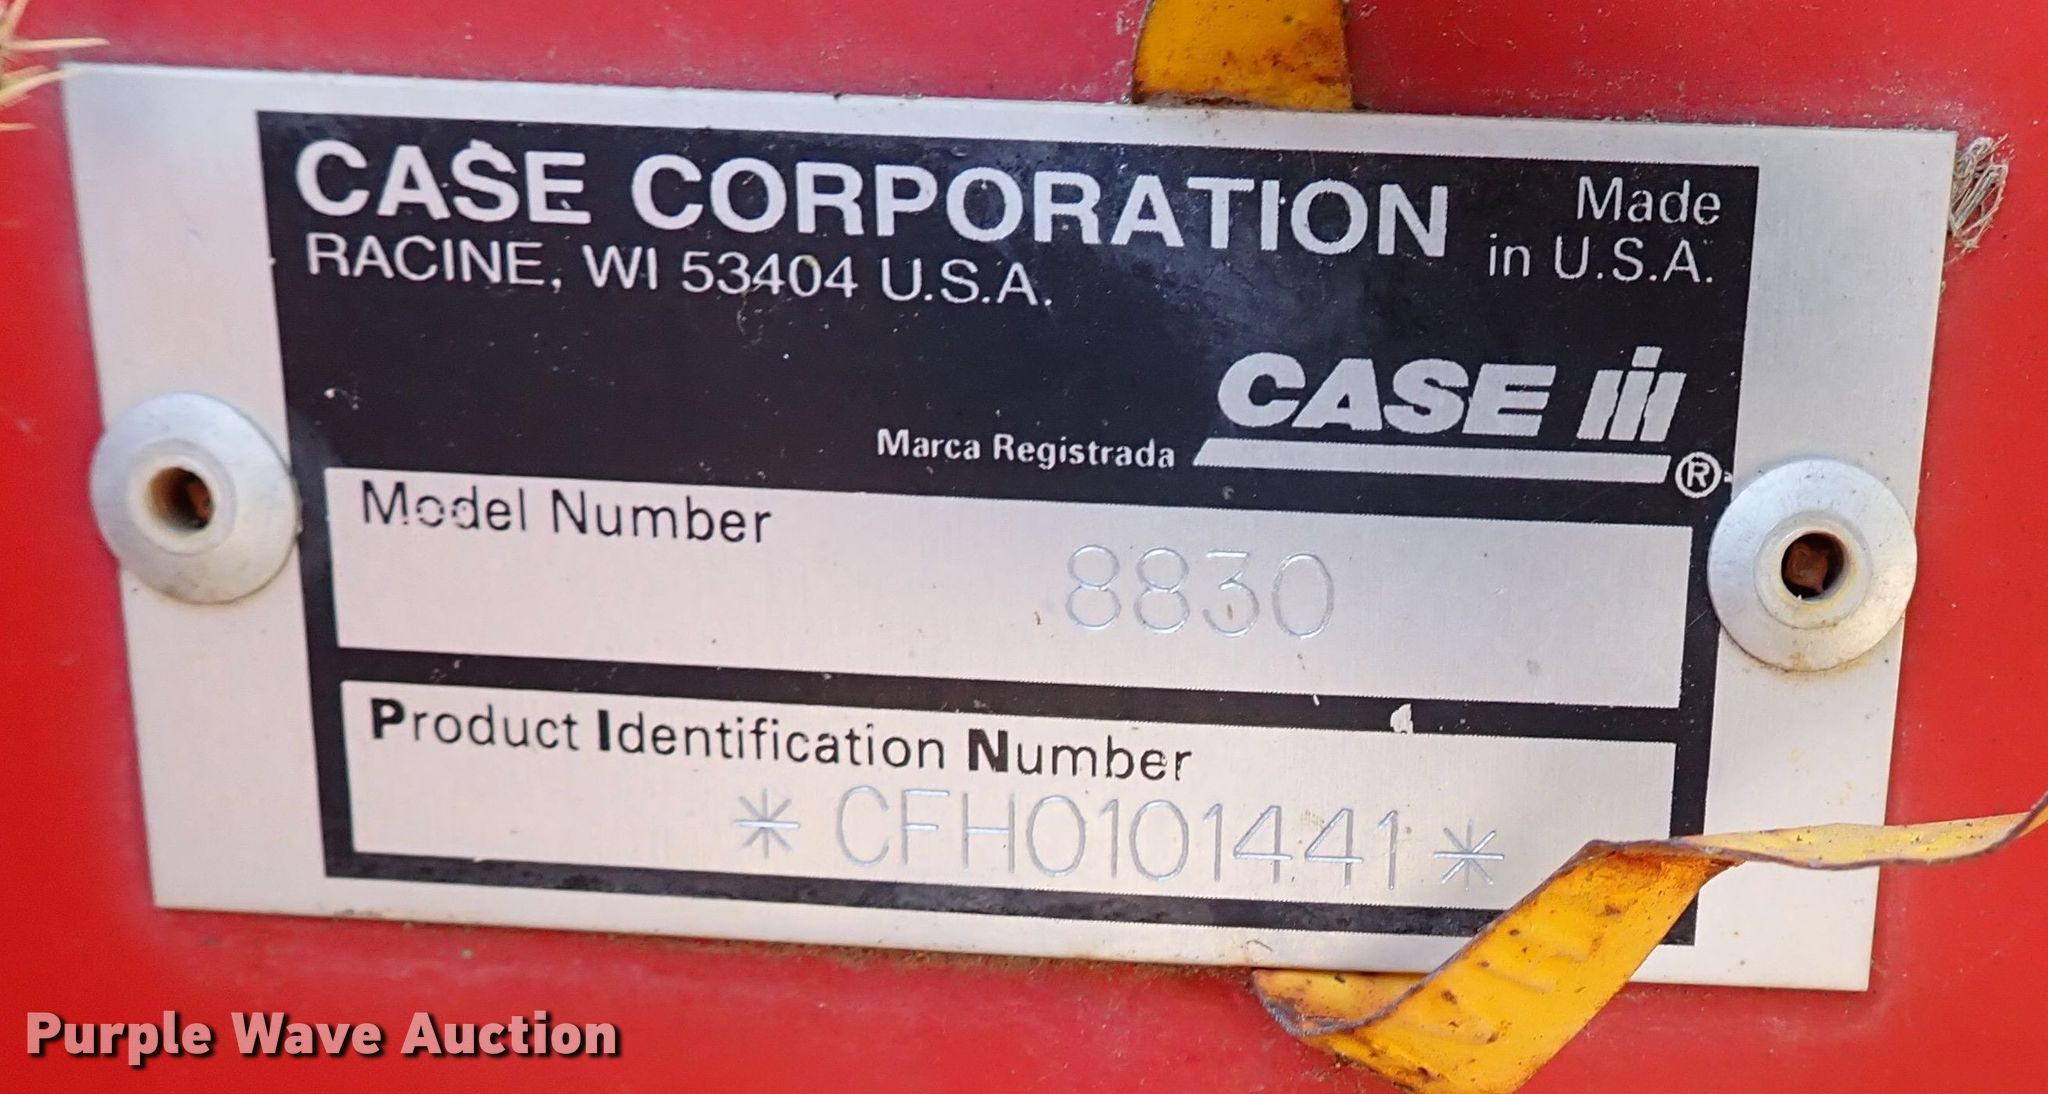 CASE CORPORATION
RACINE, WI 53404 U.S.A.
Made
in U.S.A.
CASE IH
Marca Registrada
®
Model Number
8830
Product Identification Number
*CFH0101441*
Purple Wave Auction